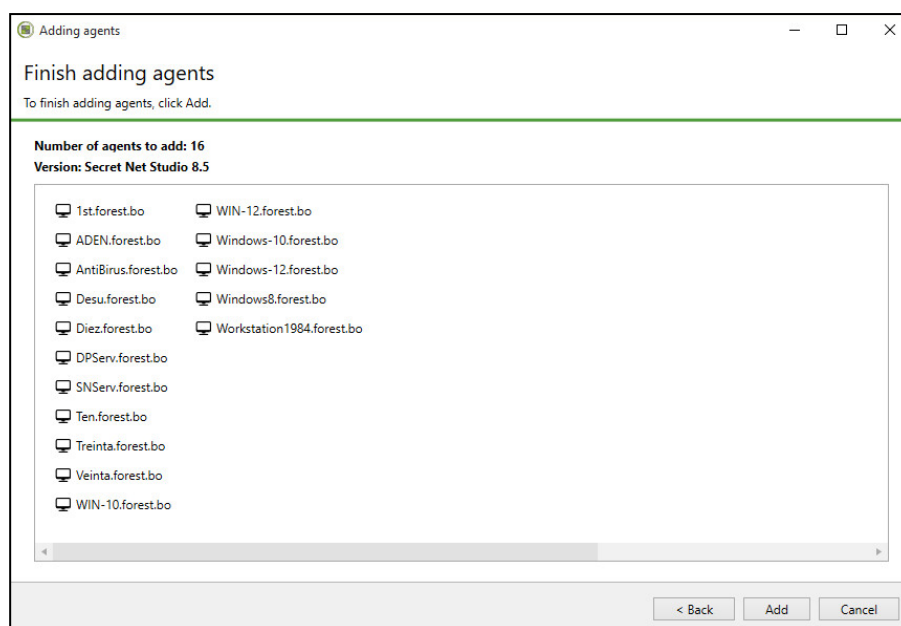 Adding agents
Finish adding agents
To finish adding agents, click Add.
Number of agents to add: 16
Version: Secret Net Studio 8.5
1st.forest.bo
ADEN.forest.bo
AntiBirus.forest.bo
Desu.forest.bo
Diez.forest.bo
DPServ.forest.bo
SNServ.forest.bo
Ten.forest.bo
Treinta.forest.bo
Veinta.forest.bo
WIN-10.forest.bo
WIN-12.forest.bo
Windows-10.forest.bo
Windows-12.forest.bo
Windows8.forest.bo
Workstation1984.forest.bo
< Back
Add
Cancel